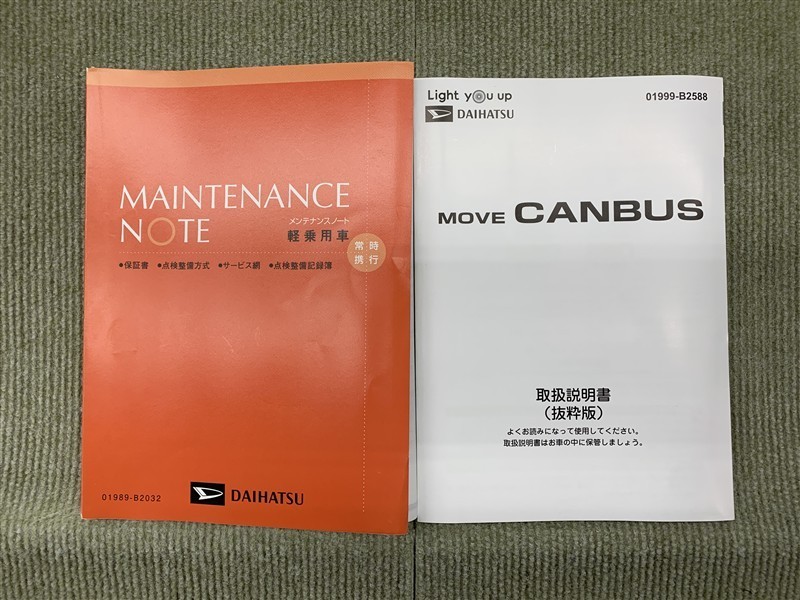 MAINTENANCE
NOTE
メンテナンスノート
軽乗用車
常時
携行
●保証書 ●点検整備方式 ●サービス網 ●点検整備記録簿
01989-B2032
DAIHATSU
Light you up
DAIHATSU
01999-B2588
MOVE CANBUS
取扱説明書
(抜粋版)
よくお読みになって使用してください。
取扱説明書はお車の中に保管しましょう。